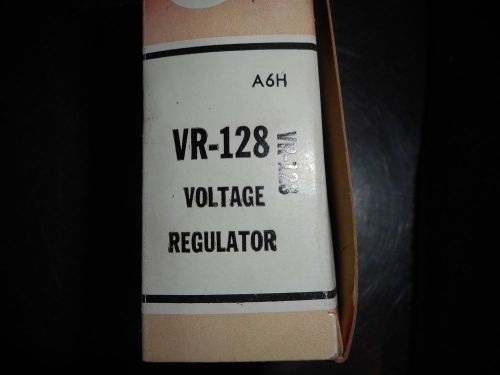 A6H
VR-128
VR-128
VOLTAGE
REGULATOR